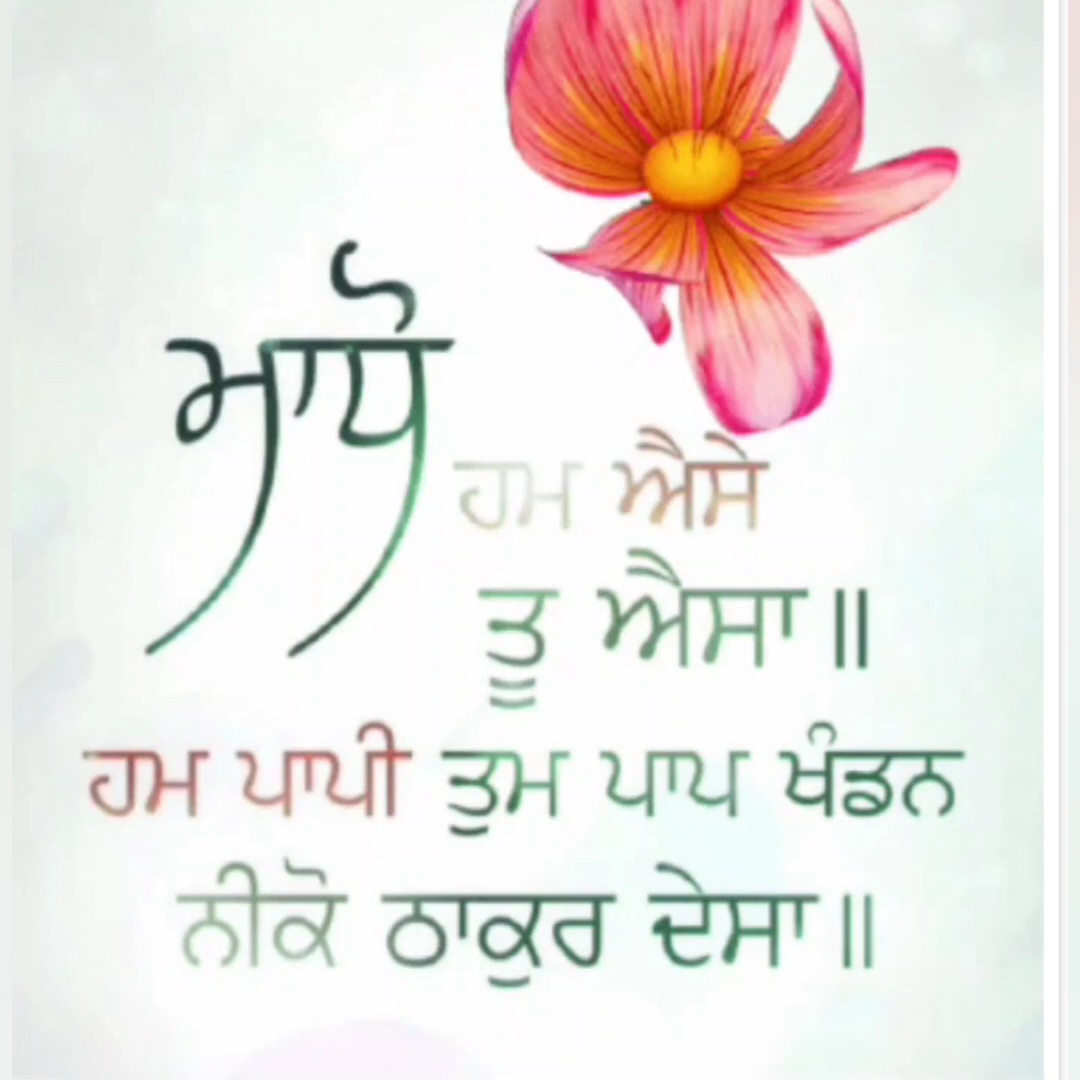 ਮਾਧੋ
ਹਮ ਐਸੇ
ਤੂ ਐਸਾ॥
ਹਮ ਪਾਪੀ ਤੁਮ ਪਾਪ ਖੰਡਨ
ਨੀਕੋ ਠਾਕੁਰ ਦੇਸਾ॥